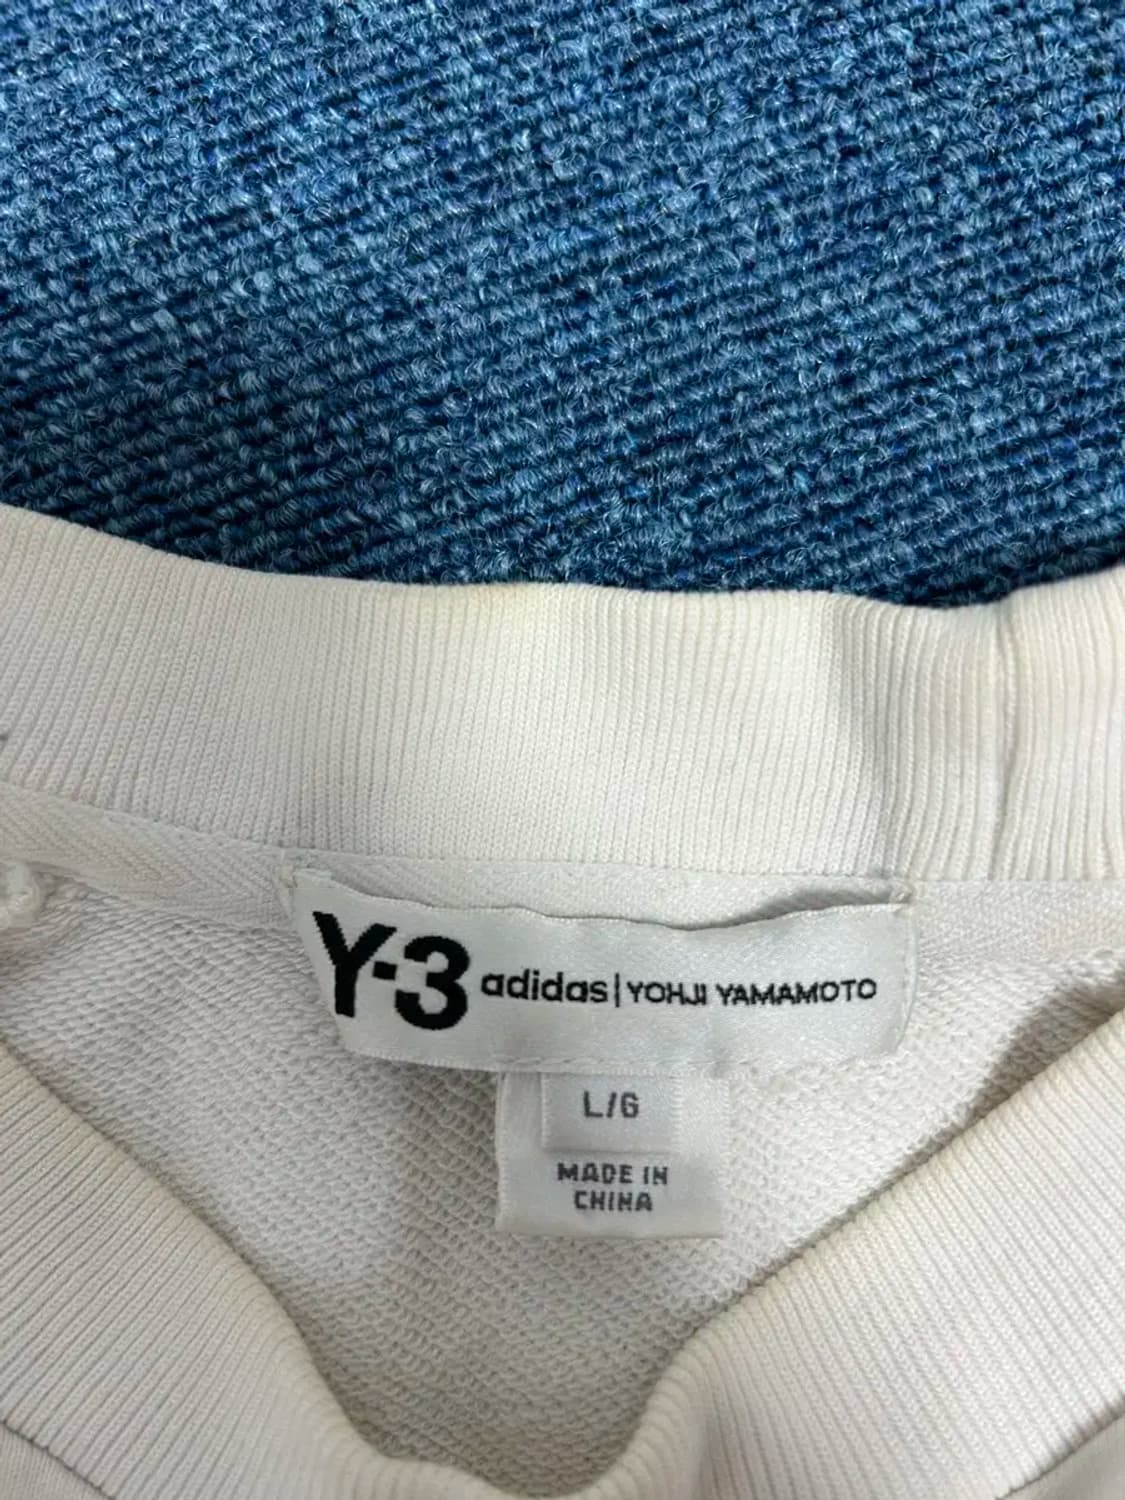 Y-3 adidas | YOHJI YAMAMOTO
L/G
MADE IN
CHINA